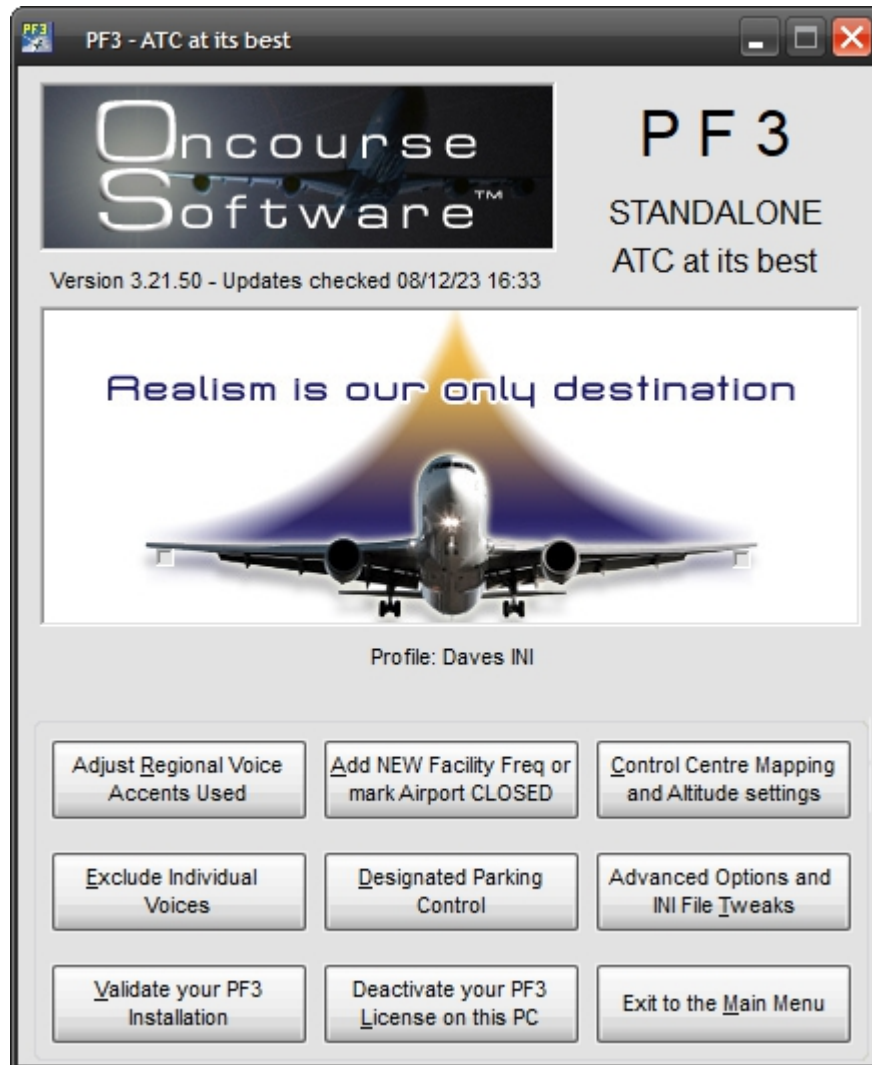 PF3
PF3 - ATC at its best
Oncourse
Software™
P F 3
STANDALONE
ATC at its best
Version 3.21.50 - Updates checked 08/12/23 16:33
Realism is our only destination
Profile: Daves INI
Adjust Regional Voice
Accents Used
Add NEW Facility Freq or
mark Airport CLOSED
Control Centre Mapping
and Altitude settings
Exclude Individual
Voices
Designated Parking
Control
Advanced Options and
INI File Tweaks
Validate your PF3
Installation
Deactivate your PF3
License on this PC
Exit to the Main Menu